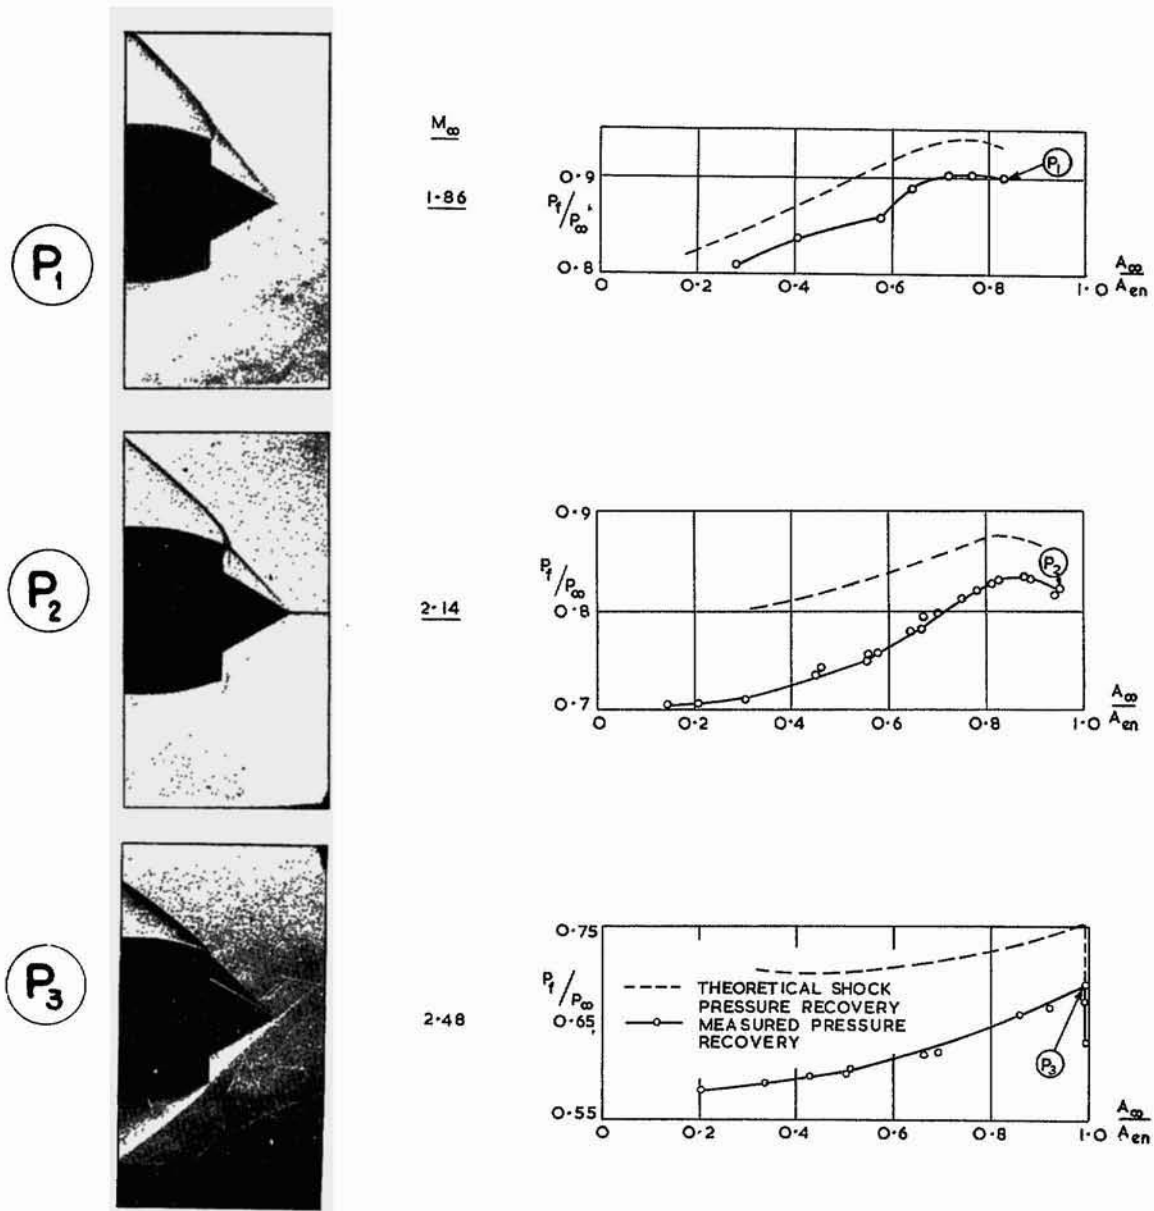 P1
M∞
1·86
0·9
Pf/P∞
0·8
0 0·2 0·4 0·6 0·8 1·0
A∞/Aen
P1
P2
2·14
0·9
Pf/P∞
0·8
0·7
0 0·2 0·4 0·6 0·8 1·0
A∞/Aen
P2
P3
2·48
0·75
Pf/P∞
0·65
0·55
0 0·2 0·4 0·6 0·8 1·0
A∞/Aen
THEORETICAL SHOCK
PRESSURE RECOVERY
MEASURED PRESSURE
RECOVERY
P3